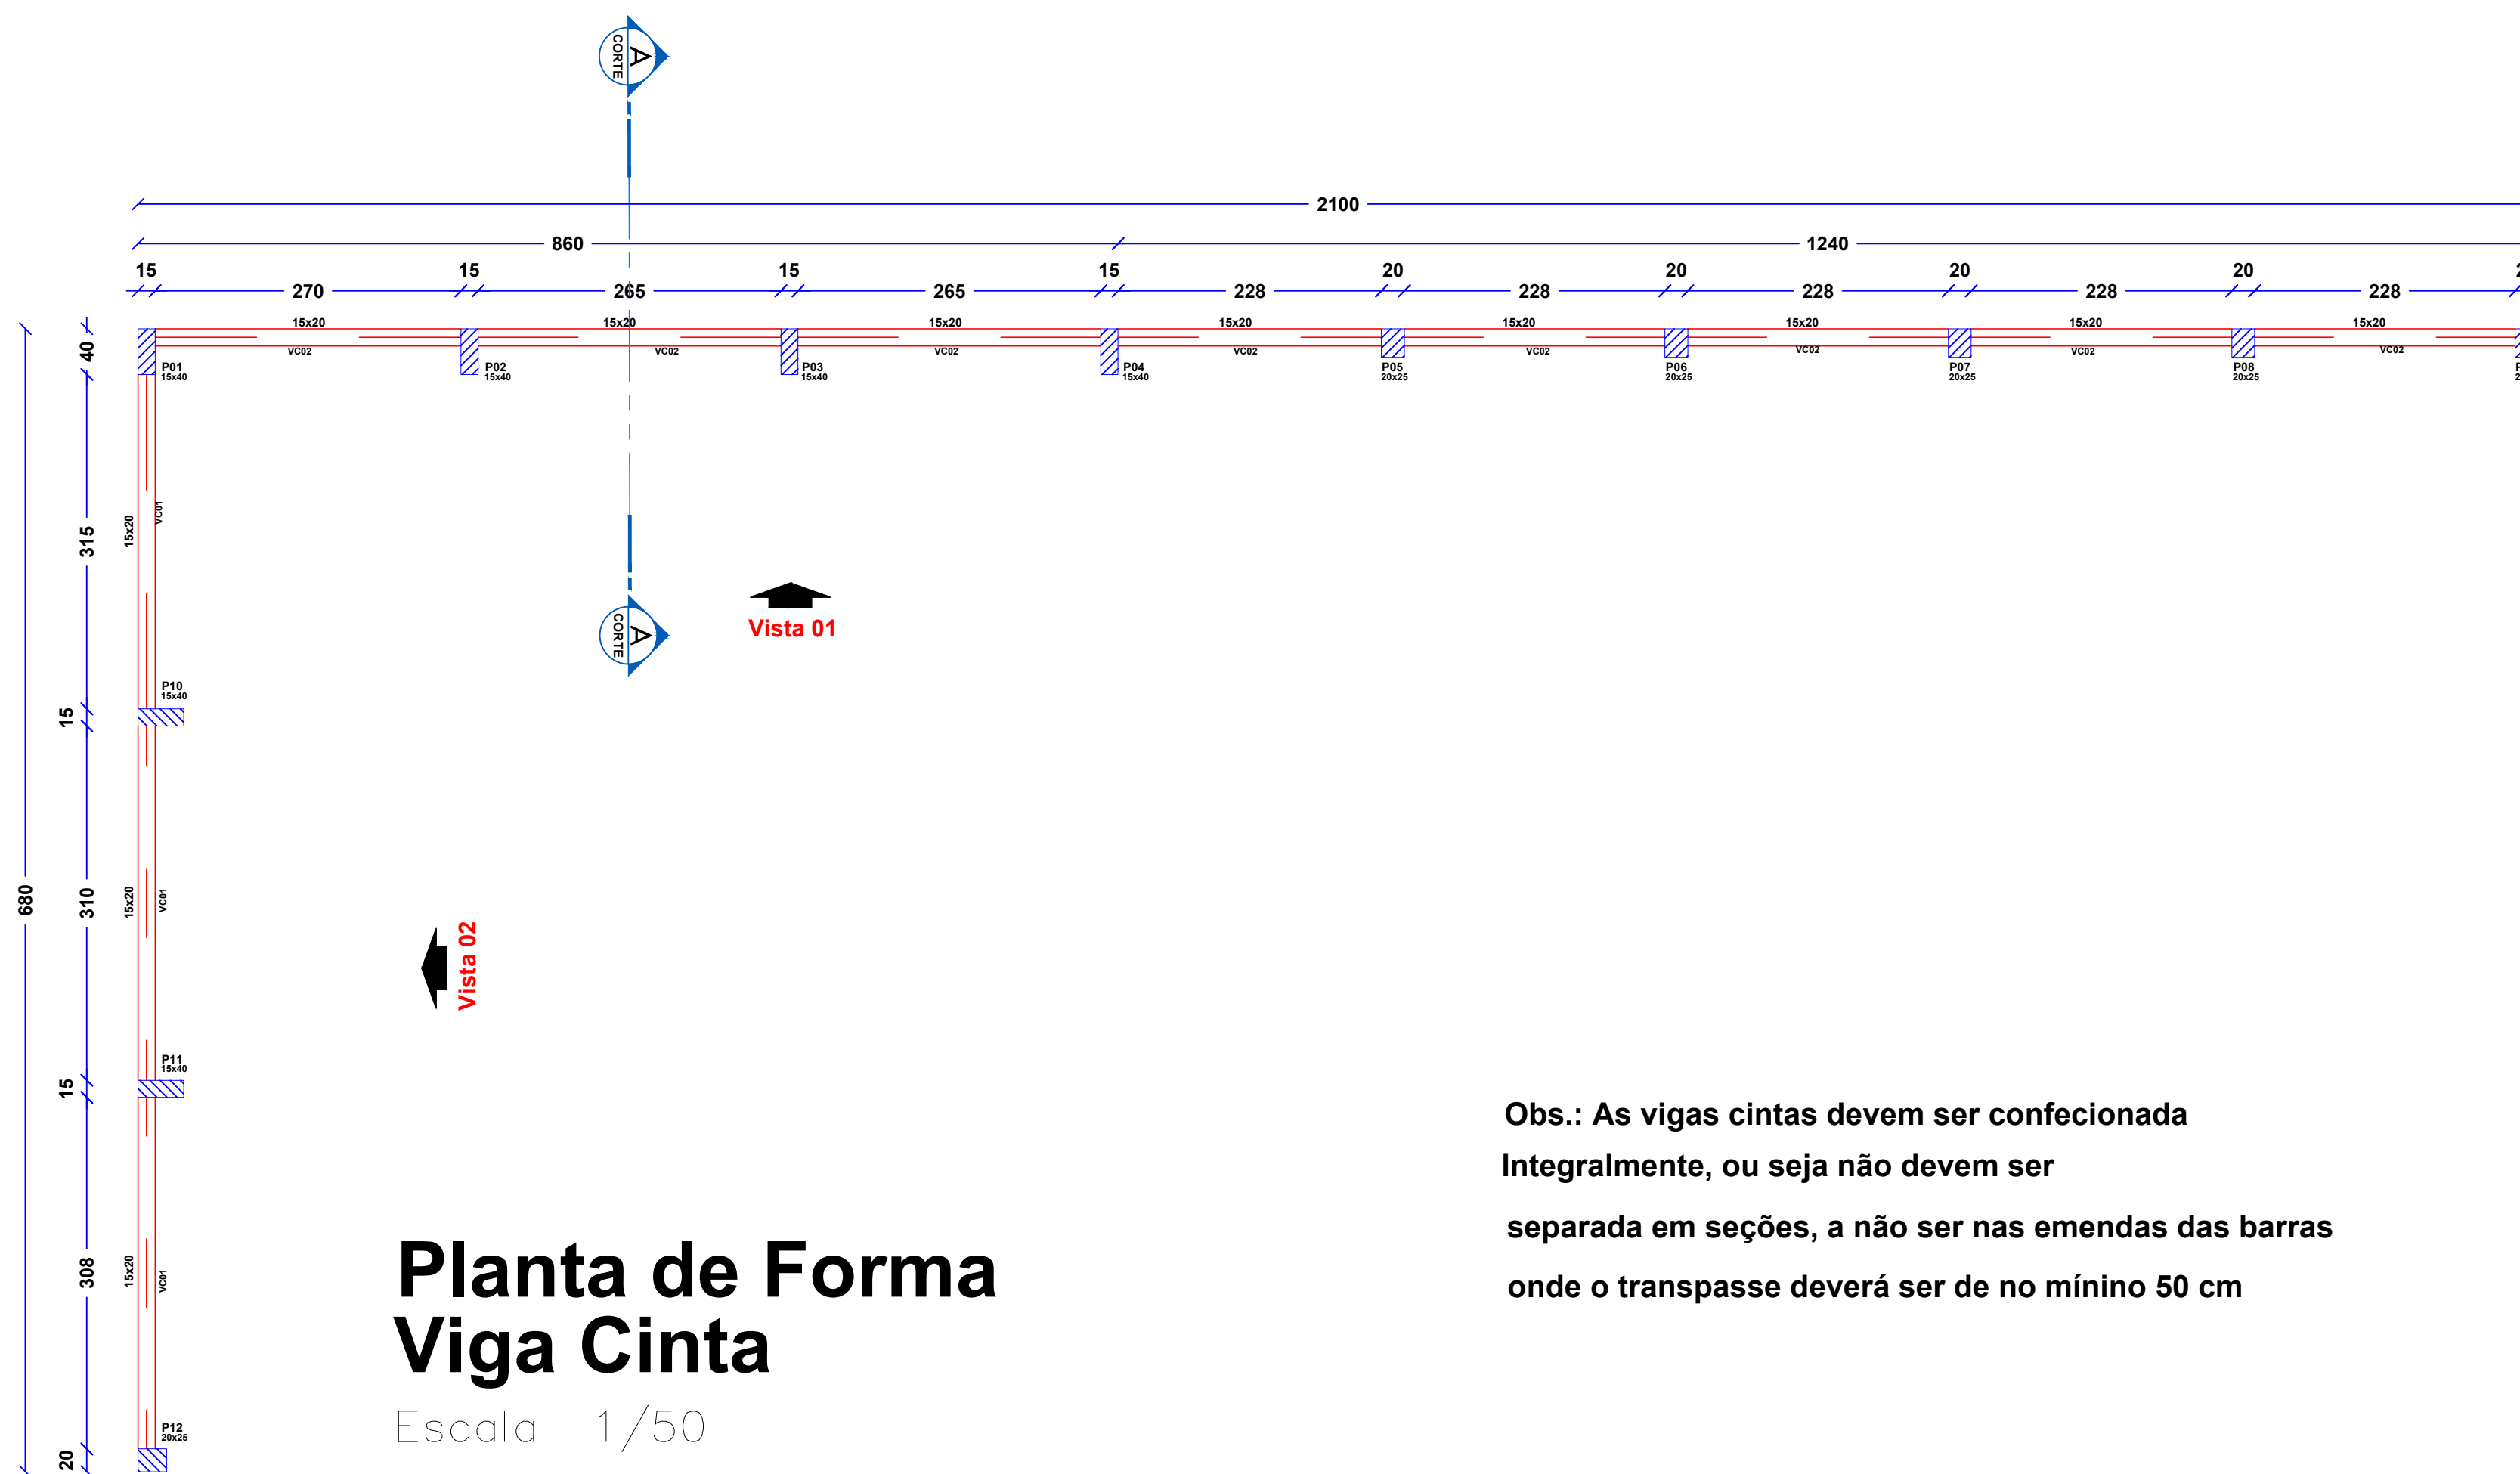 A
CORTE
2100
860
1240
15
15
15
15
20
20
20
20
270
265
265
228
228
228
228
228
15x20
15x20
15x20
15x20
15x20
15x20
15x20
15x20
VC02
VC02
VC02
VC02
VC02
VC02
VC02
VC02
P01
15x40
P02
15x40
P03
15x40
P04
15x40
P05
20x25
P06
20x25
P07
20x25
P08
20x25
40
315
15x20
VC01
A
CORTE
Vista 01
P10
15x40
15
680
310
15x20
VC01
Vista 02
P11
15x40
15
308
15x20
VC01
P12
20x25
20
Planta de Forma
Viga Cinta
Escala 1/50
Obs.: As vigas cintas devem ser confecionada
Integralmente, ou seja não devem ser
separada em seções, a não ser nas emendas das barras
onde o transpasse deverá ser de no mínino 50 cm